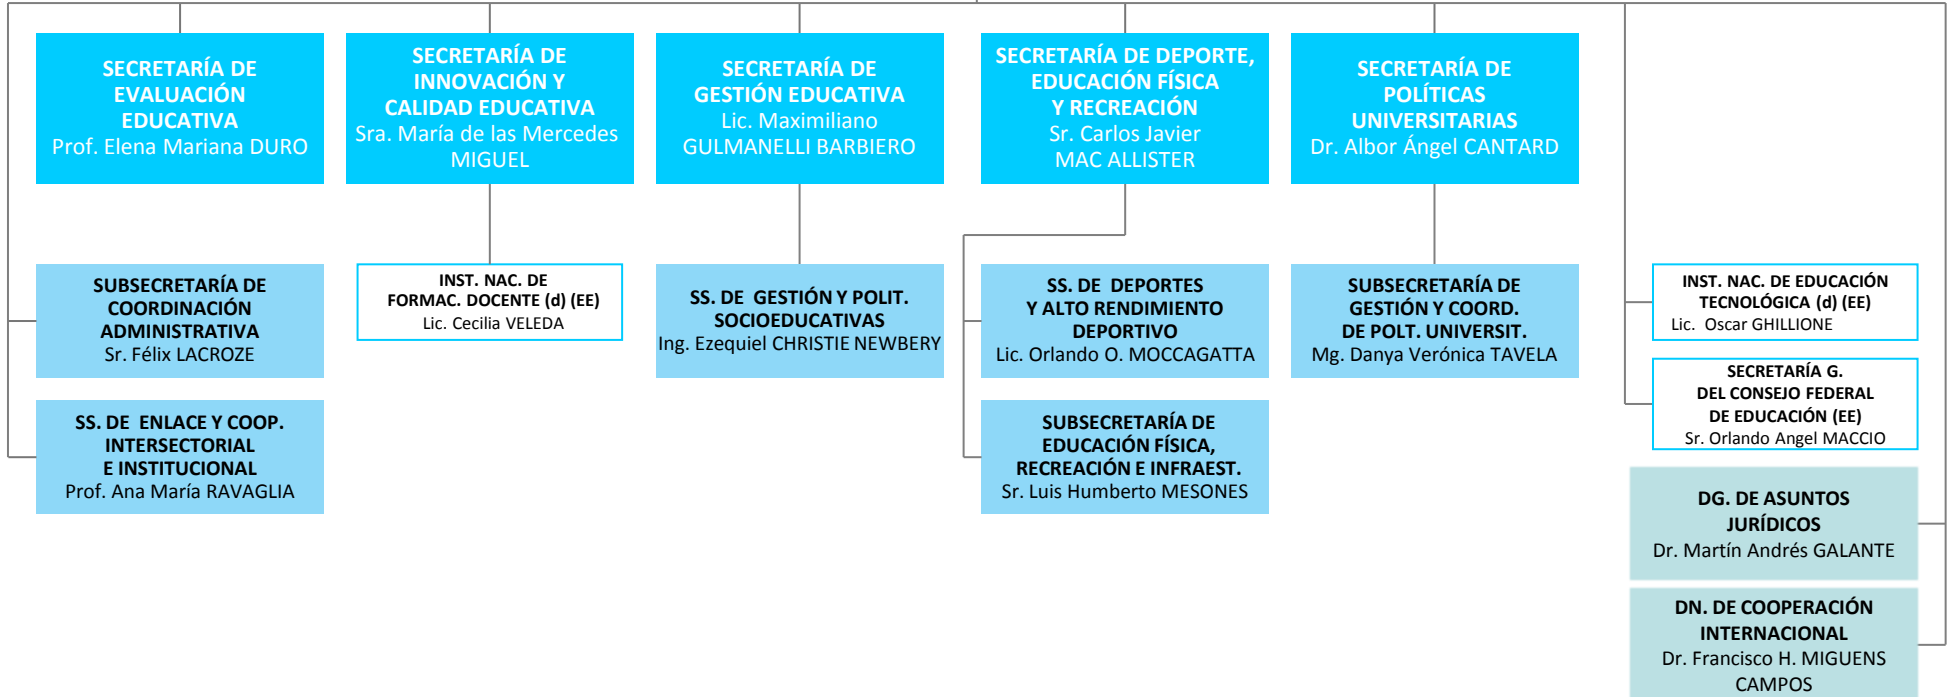 SECRETARÍA DE
EVALUACIÓN
EDUCATIVA
Prof. Elena Mariana DURO
SECRETARÍA DE
INNOVACIÓN Y
CALIDAD EDUCATIVA
Sra. María de las Mercedes
MIGUEL
SECRETARÍA DE
GESTIÓN EDUCATIVA
Lic. Maximiliano
GULMANELLI BARBIERO
SECRETARÍA DE DEPORTE,
EDUCACIÓN FÍSICA
Y RECREACIÓN
Sr. Carlos Javier
MAC ALLISTER
SECRETARÍA DE
POLÍTICAS
UNIVERSITARIAS
Dr. Albor Ángel CANTARD
SUBSECRETARÍA DE
COORDINACIÓN
ADMINISTRATIVA
Sr. Félix LACROZE
INST. NAC. DE
FORMAC. DOCENTE (d) (EE)
Lic. Cecilia VELEDA
SS. DE GESTIÓN Y POLIT.
SOCIOEDUCATIVAS
Ing. Ezequiel CHRISTIE NEWBERY
SS. DE DEPORTES
Y ALTO RENDIMIENTO
DEPORTIVO
Lic. Orlando O. MOCCAGATTA
SUBSECRETARÍA DE
GESTIÓN Y COORD.
DE POLT. UNIVERSIT.
Mg. Danya Verónica TAVELA
INST. NAC. DE EDUCACIÓN
TECNOLÓGICA (d) (EE)
Lic. Oscar GHILLIONE
SECRETARÍA G.
DEL CONSEJO FEDERAL
DE EDUCACIÓN (EE)
Sr. Orlando Angel MACCIO
SS. DE ENLACE Y COOP.
INTERSECTORIAL
E INSTITUCIONAL
Prof. Ana María RAVAGLIA
SUBSECRETARÍA DE
EDUCACIÓN FÍSICA,
RECREACIÓN E INFRAEST.
Sr. Luis Humberto MESONES
DG. DE ASUNTOS
JURÍDICOS
Dr. Martín Andrés GALANTE
DN. DE COOPERACIÓN
INTERNACIONAL
Dr. Francisco H. MIGUENS
CAMPOS